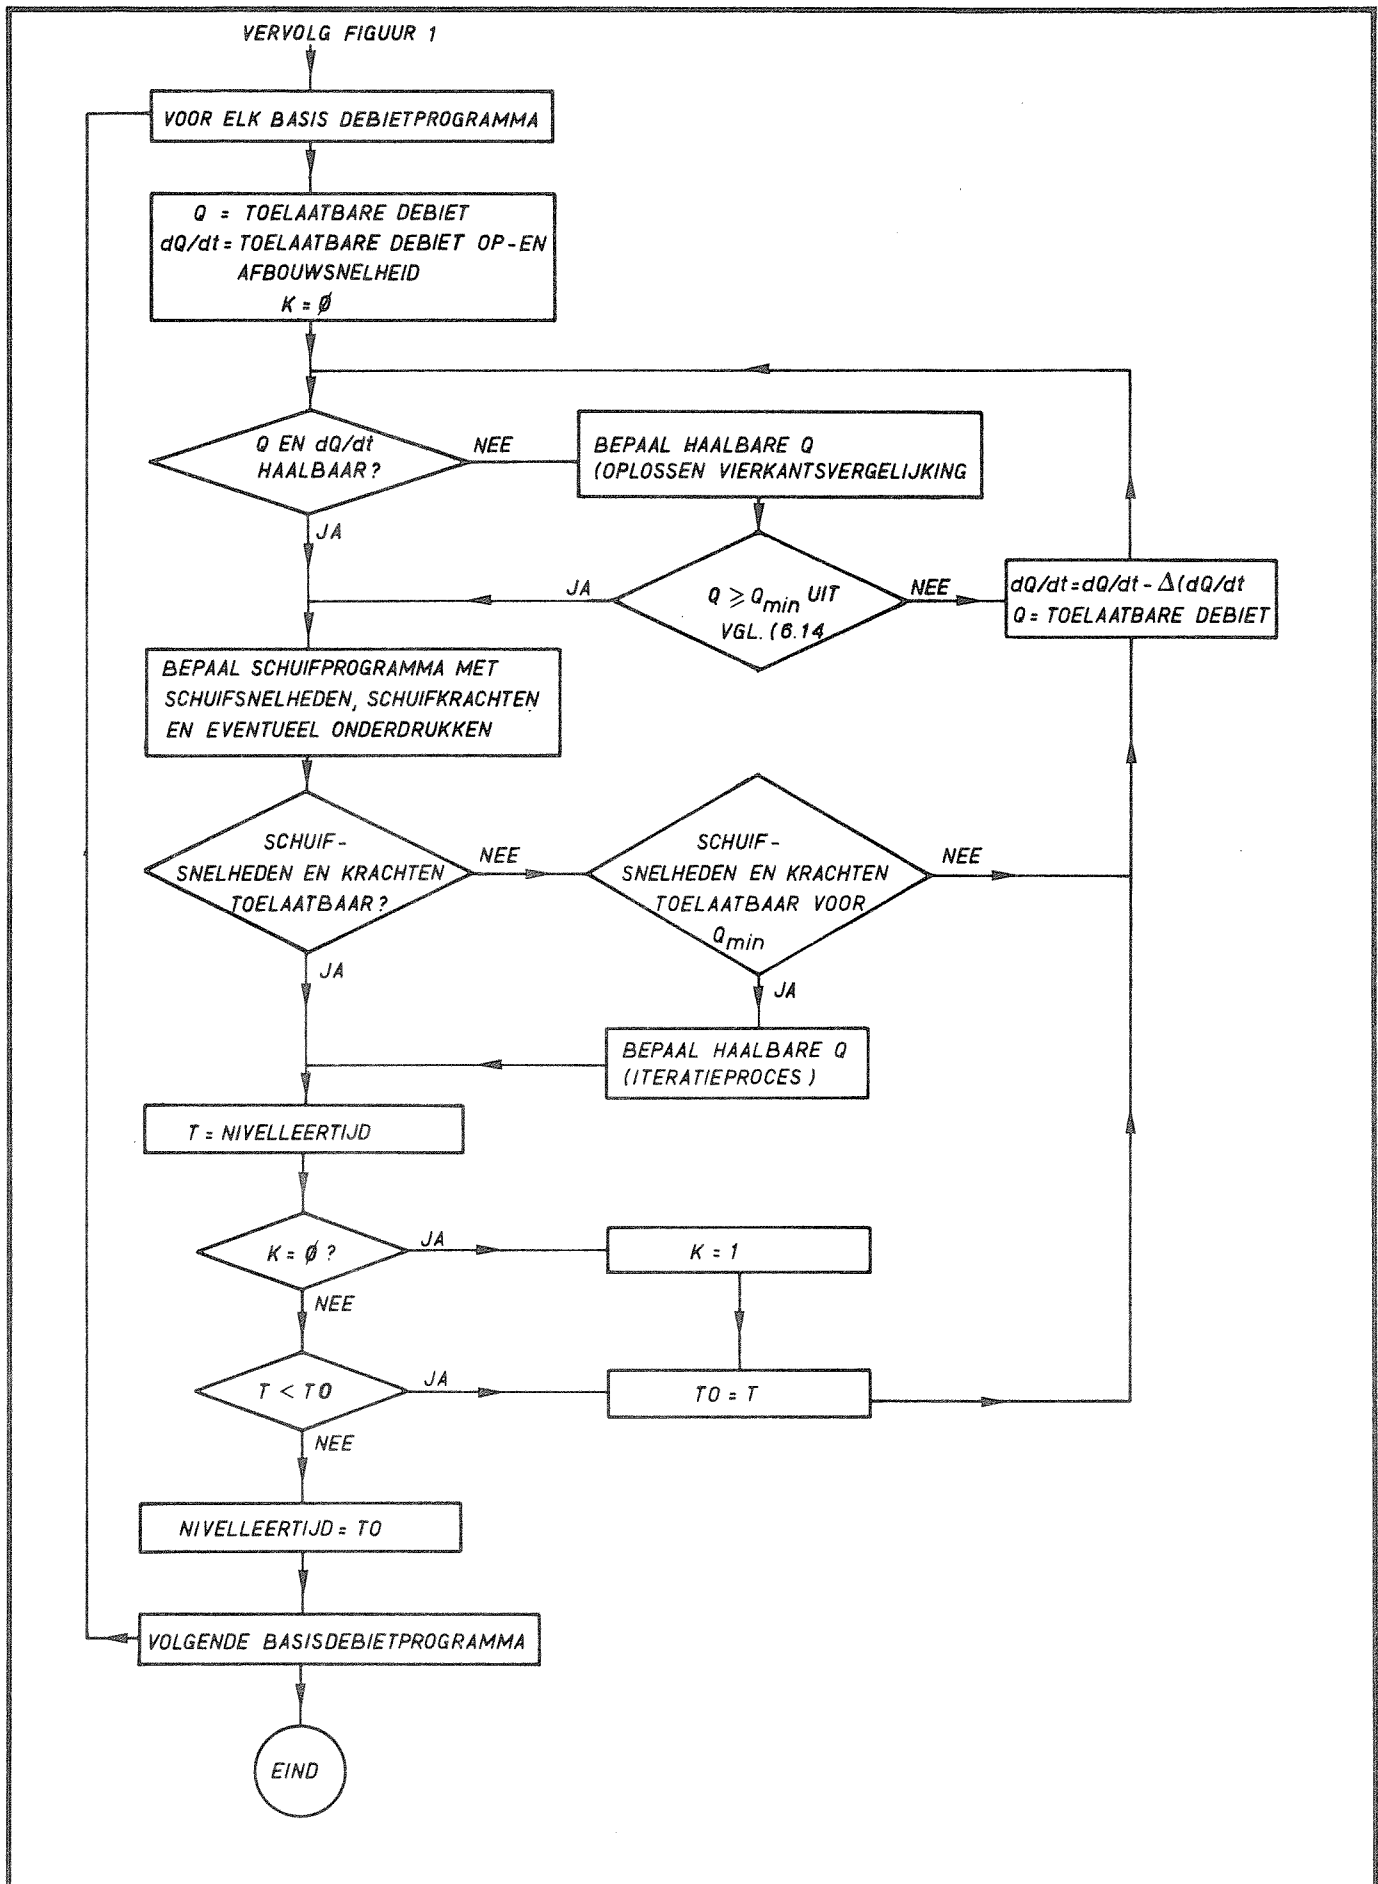 VERVOLG FIGUUR 1
VOOR ELK BASIS DEBIETPROGRAMMA
Q = TOELAATBARE DEBIET
dQ/dt = TOELAATBARE DEBIET OP-EN
AFBOUWSNELHEID
K = Ø
Q EN dQ/dt
HAALBAAR?
NEE
BEPAAL HAALBARE Q
(OPLOSSEN VIERKANTSVERGELIJKING
JA
Q ⩾ Qmin UIT
VGL. (6.14
JA
NEE
dQ/dt = dQ/dt - Δ(dQ/dt
Q = TOELAATBARE DEBIET
BEPAAL SCHUIFPROGRAMMA MET
SCHUIFSNELHEDEN, SCHUIFKRACHTEN
EN EVENTUEEL ONDERDRUKKEN
SCHUIF-
SNELHEDEN EN KRACHTEN
TOELAATBAAR?
NEE
SCHUIF-
SNELHEDEN EN KRACHTEN
TOELAATBAAR VOOR
Qmin
NEE
JA
JA
BEPAAL HAALBARE Q
(ITERATIEPROCES)
T = NIVELLEERTIJD
K = Ø ?
JA
K = 1
NEE
T < TO
JA
TO = T
NEE
NIVELLEERTIJD = TO
VOLGENDE BASISDEBIETPROGRAMMA
EIND